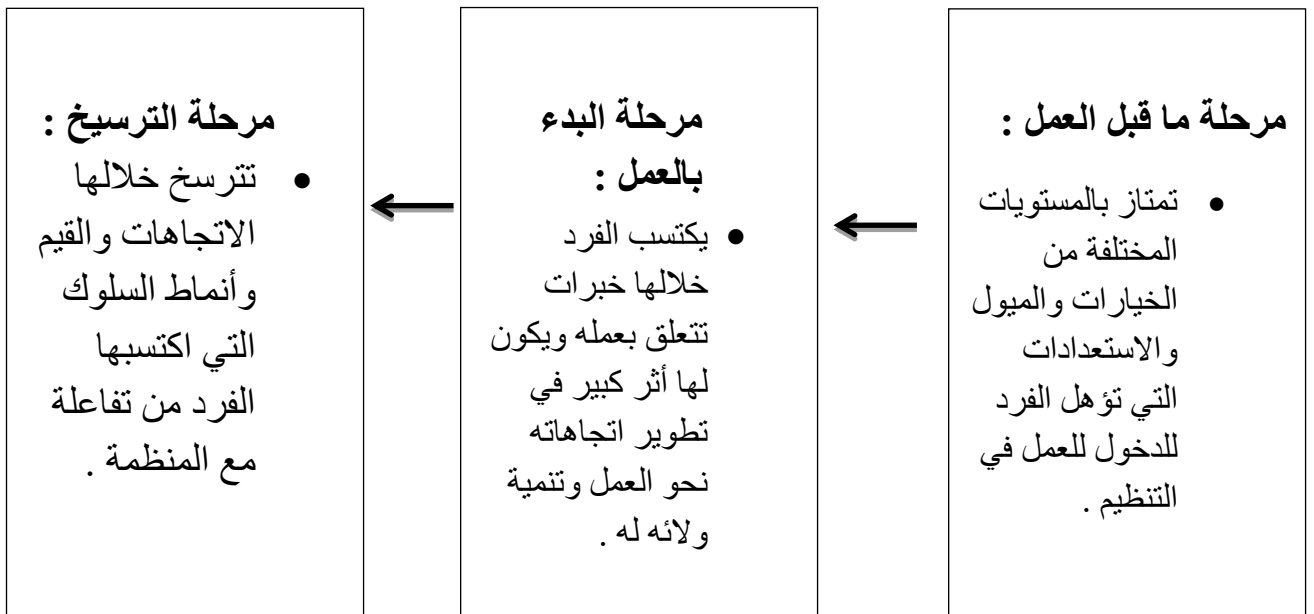 مرحلة ما قبل العمل :
• تمتاز بالمستويات
المختلفة من
الخيارات والميول
والاستعدادات
التي تؤهل الفرد
للدخول للعمل في
التنظيم .
مرحلة البدء
بالعمل :
• يكتسب الفرد
خلالها خبرات
تتعلق بعمله ويكون
لها أثر كبير في
تطوير اتجاهاته
نحو العمل وتنمية
ولائه له .
مرحلة الترسيخ :
• تترسخ خلالها
الاتجاهات والقيم
وأنماط السلوك
التي اكتسبها
الفرد من تفاعلة
مع المنظمة .